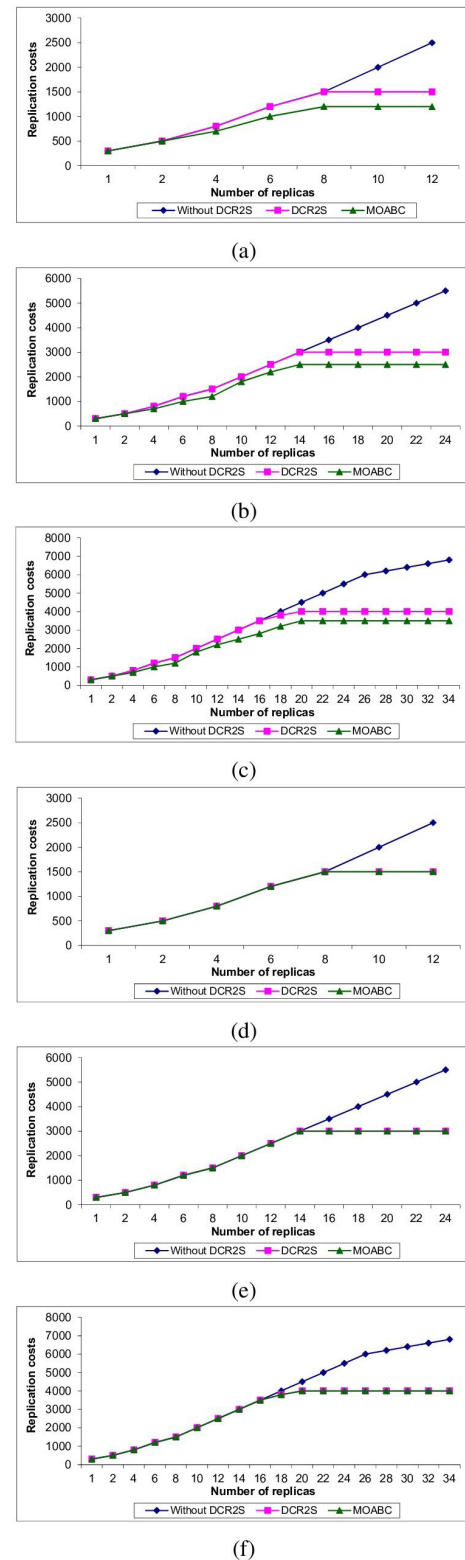 3000
2500
2000
1500
1000
500
0
Replication costs
1 2 4 6 8 10 12
Number of replicas
Without DCR2S DCR2S MOABC
(a)
6000
5000
4000
3000
2000
1000
0
Replication costs
1 2 4 6 8 10 12 14 16 18 20 22 24
Number of replicas
Without DCR2S DCR2S MOABC
(b)
8000
7000
6000
5000
4000
3000
2000
1000
0
Replication costs
1 2 4 6 8 10 12 14 16 18 20 22 24 26 28 30 32 34
Number of replicas
Without DCR2S DCR2S MOABC
(c)
3000
2500
2000
1500
1000
500
0
Replication costs
1 2 4 6 8 10 12
Number of replicas
Without DCR2S DCR2S MOABC
(d)
6000
5000
4000
3000
2000
1000
0
Replication costs
1 2 4 6 8 10 12 14 16 18 20 22 24
Number of replicas
Without DCR2S DCR2S MOABC
(e)
8000
7000
6000
5000
4000
3000
2000
1000
0
Replication costs
1 2 4 6 8 10 12 14 16 18 20 22 24 26 28 30 32 34
Number of replicas
Without DCR2S DCR2S MOABC
(f)